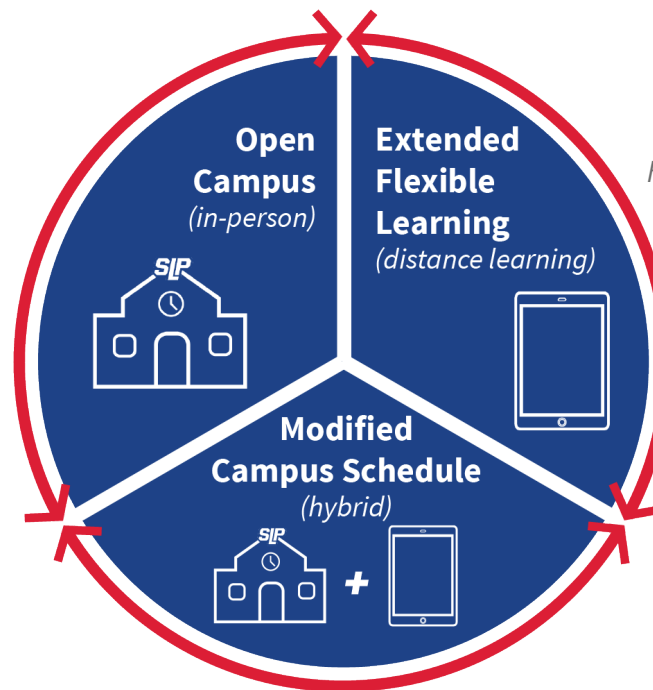 Open
Campus
(in-person)
SLP
Extended
Flexible
Learning
(distance learning)
Modified
Campus Schedule
(hybrid)
SLP
+